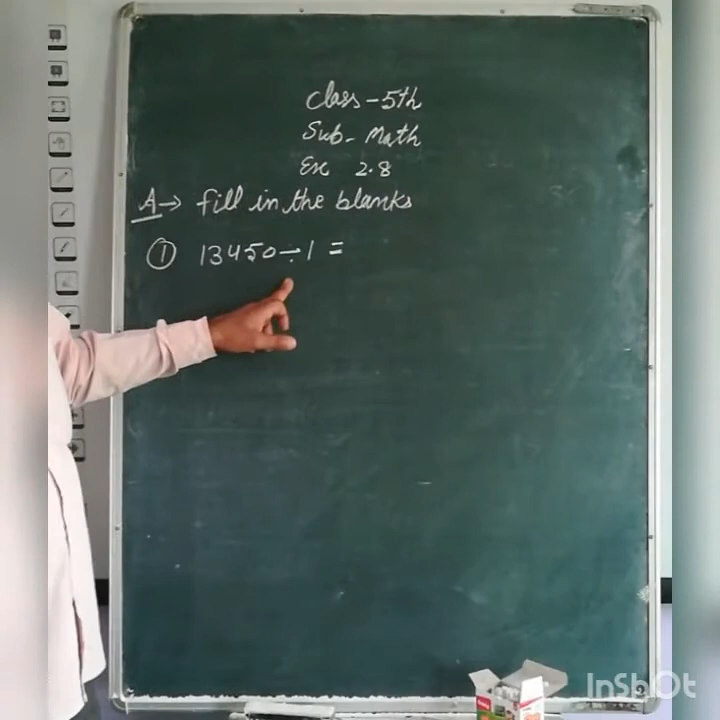 Class - 5th
Sub - Math
Ex 2.8
A → fill in the blanks
① 13450 ÷ 1 =
InShOt